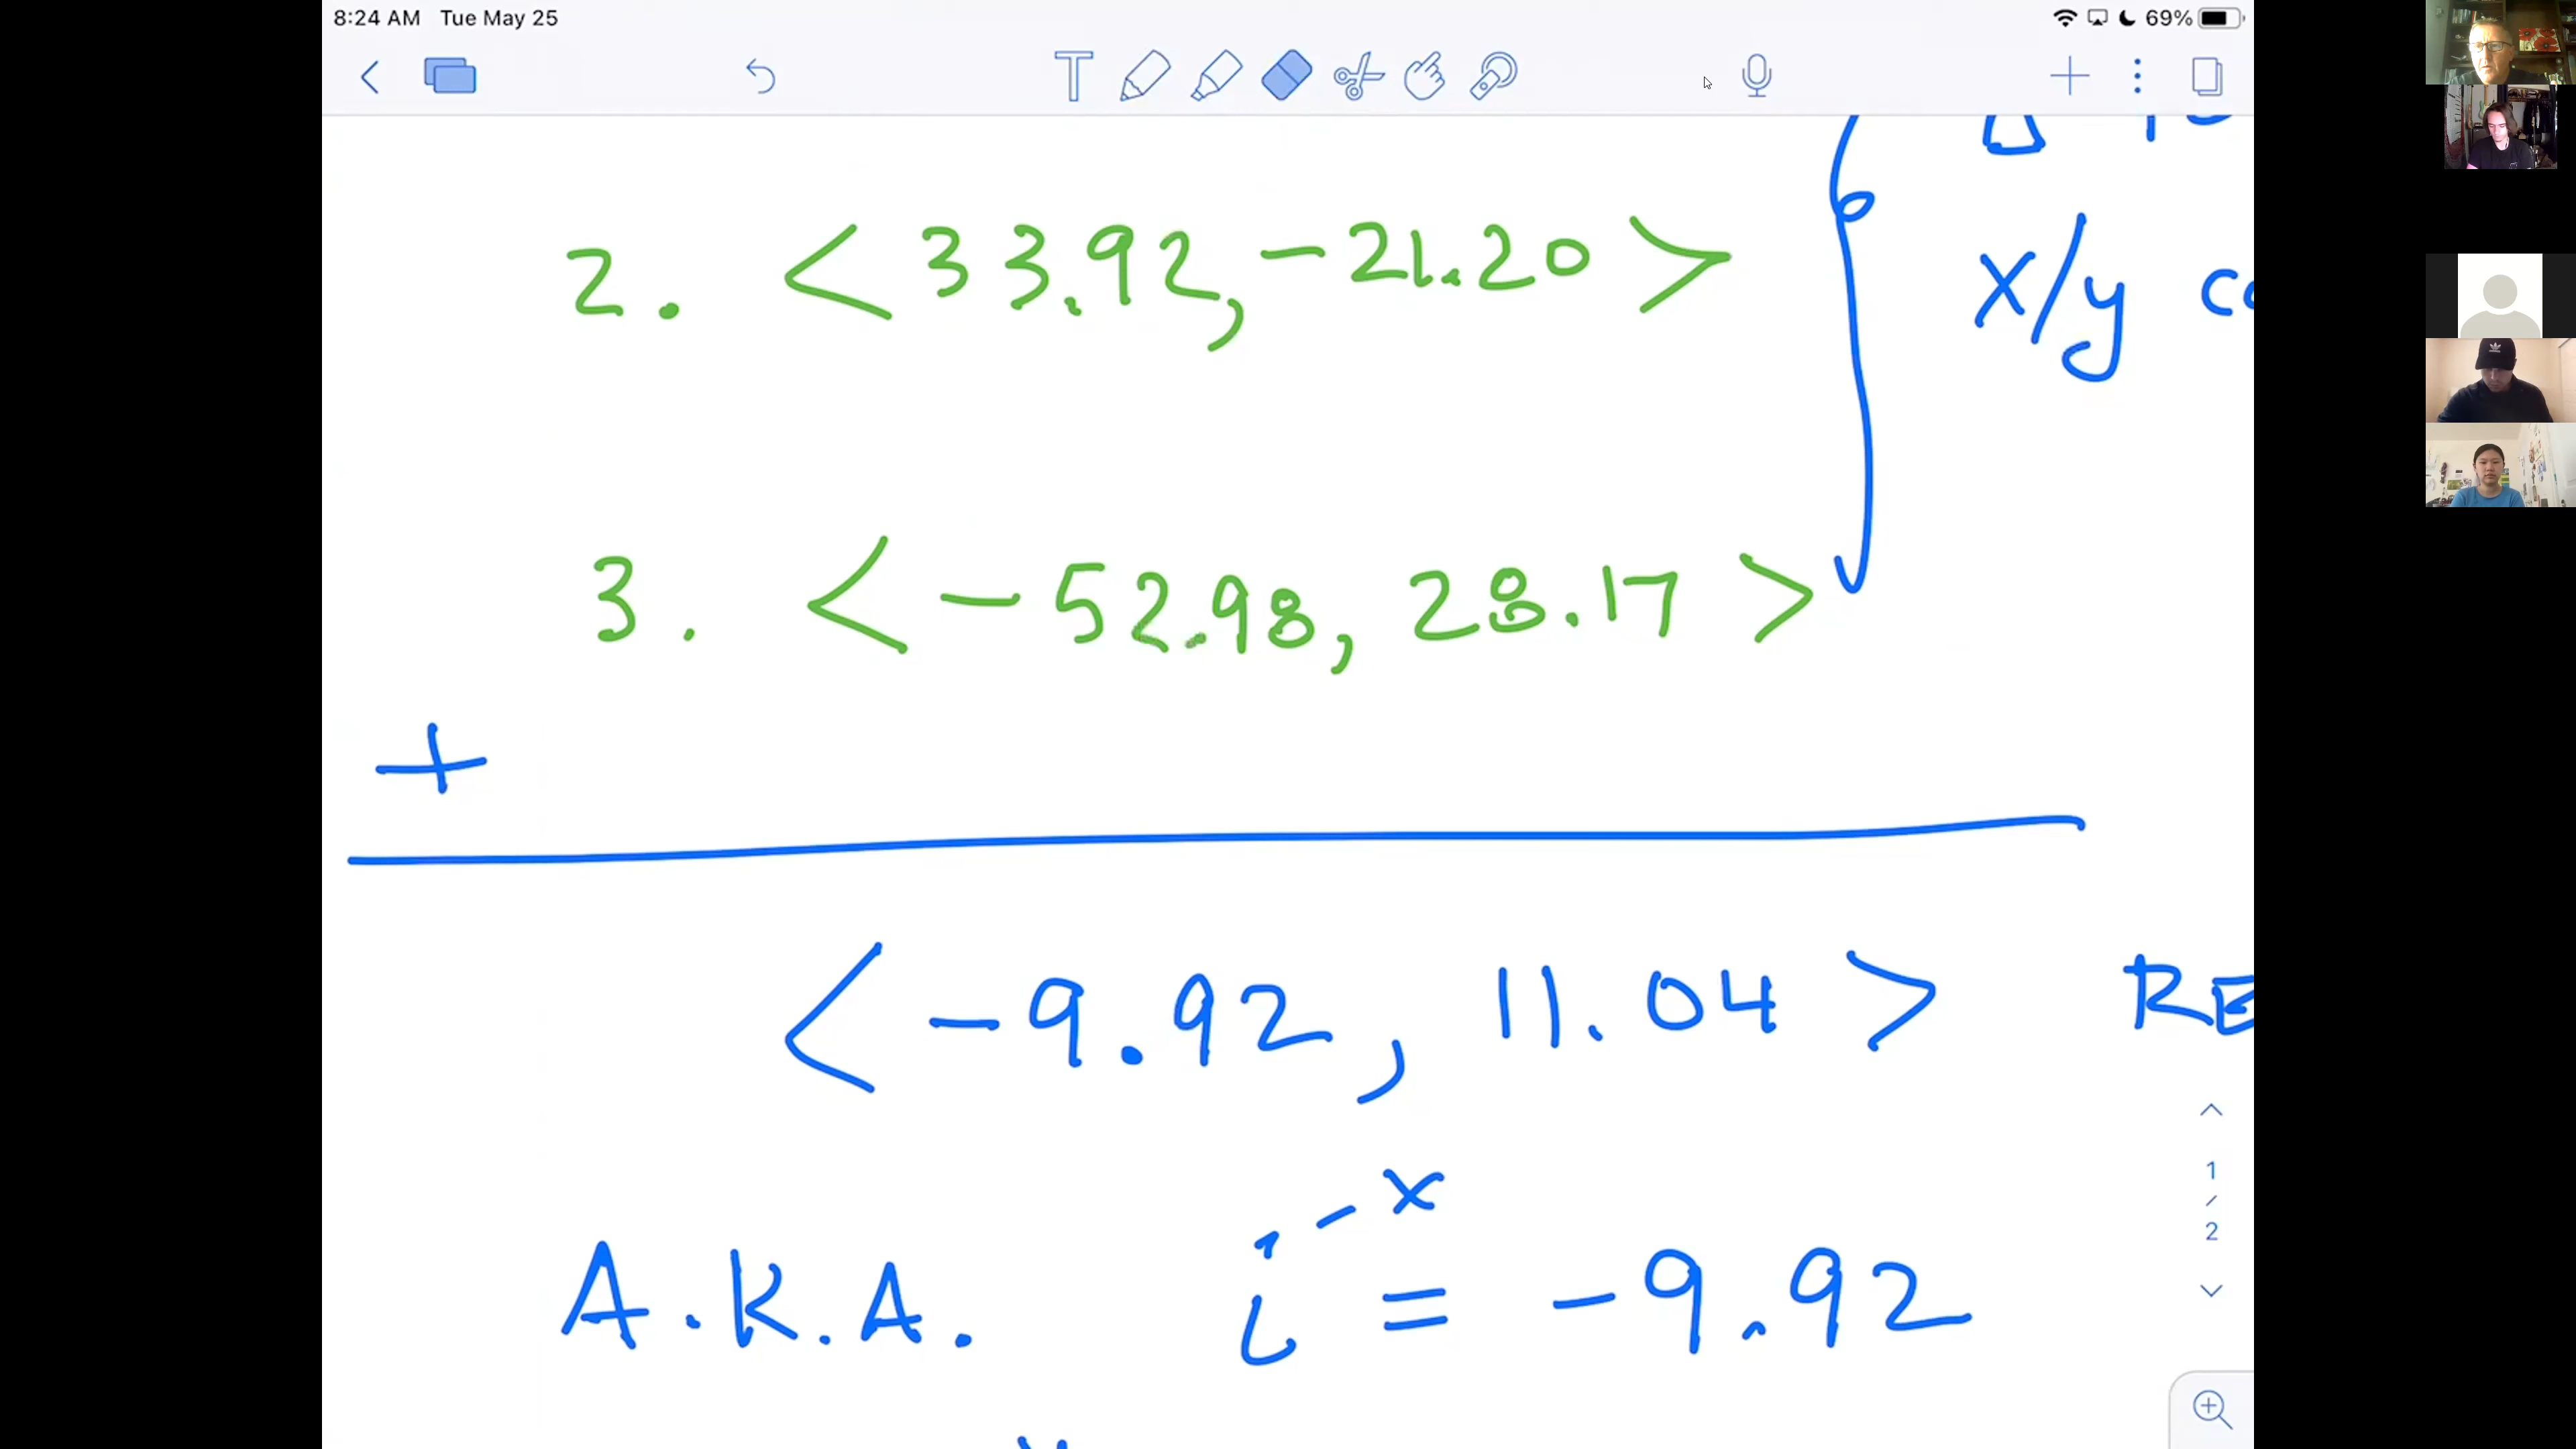 8:24 AM Tue May 25
69%
T
2. < 33.92, -21.20 >
x/y
3. < -52.98, 28.17 >
+
< -9.92, 11.04 > RE
1
/
2
x
A.K.A. i = -9.92